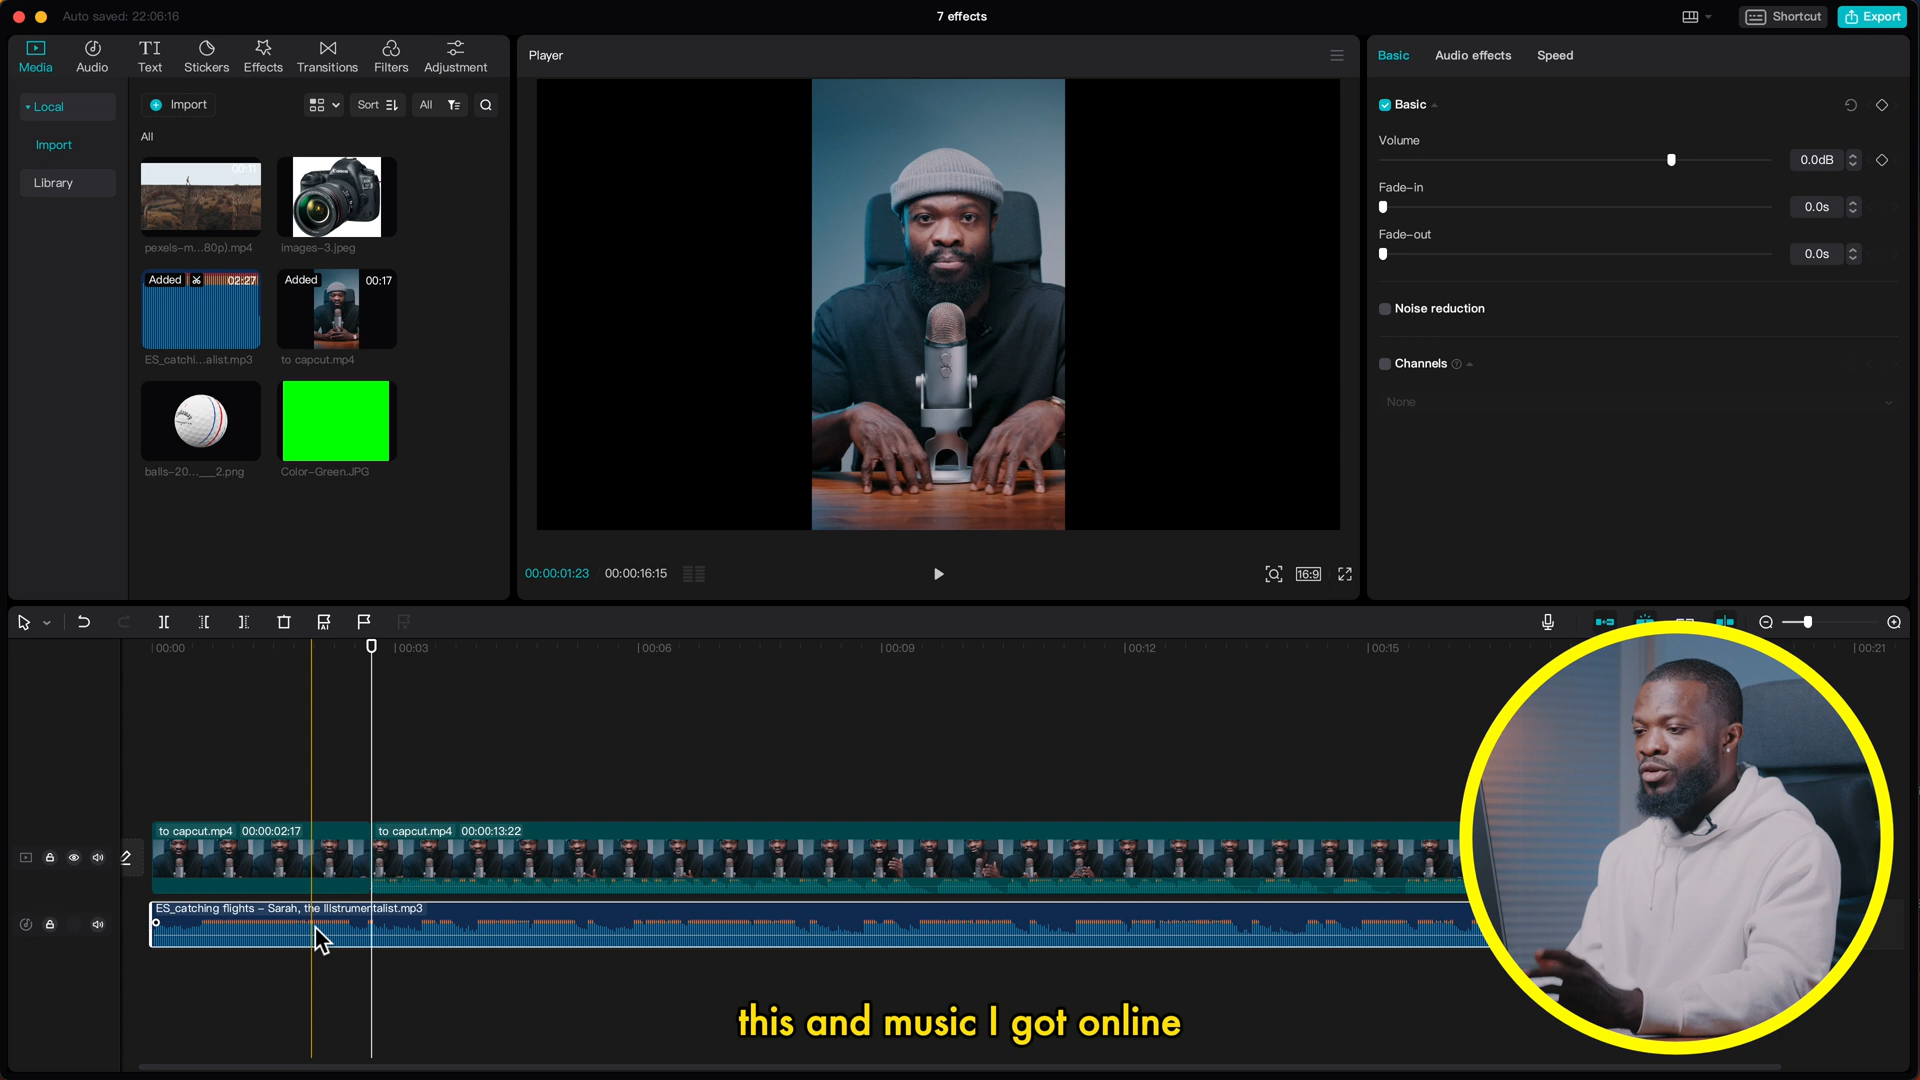 Auto saved: 22:06:16
7 effects
Shortcut
Export
Media
Audio
TI
Text
Stickers
Effects
Transitions
Filters
Adjustment
Player
Basic
Audio effects
Speed
Local
Import
Library
Import
Sort
All
All
00:11
pexels-m...80p).mp4
Canon
images-3.jpeg
Added
02:27
ES_catchi...alist.mp3
Added
00:17
to capcut.mp4
Callaway
balls-20...___2.png
Color-Green.JPG
00:00:01:23
00:00:16:15
16:9
Basic
Volume
0.0dB
Fade-in
0.0s
Fade-out
0.0s
Noise reduction
Channels
None
00:00
00:03
00:06
00:09
00:12
00:15
00:21
to capcut.mp4 00:00:02:17
to capcut.mp4 00:00:13:22
ES_catching flights – Sarah, the Illstrumentalist.mp3
this and music I got online